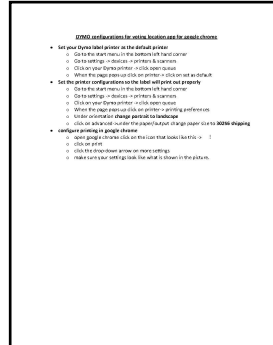 DYMO configurations for voting location app for google chrome
• Set your Dymo label printer as the default printer
o Go to the start menu in the bottom left hand corner
o Go to settings -> devices -> printers & scanners
o Click on your Dymo printer -> click open queue
o When the page pops up click on printer-> click on set as default
• Set the printer configurations so the label will print out properly
o Go to the start menu in the bottom left hand corner
o Go to settings -> devices -> printers & scanners
o Click on your Dymo printer -> click open queue
o When the page pops-up click on printer-> printing preferences
o Under orientation change portrait to landscape
o click on advanced->under the paper/output change paper size to 30256 shipping
• configure printing in google chrome
o open google chrome click on the icon that looks like this ->
o click on print
o click the drop-down arrow on more settings
o make sure your settings look like what is shown in the picture.